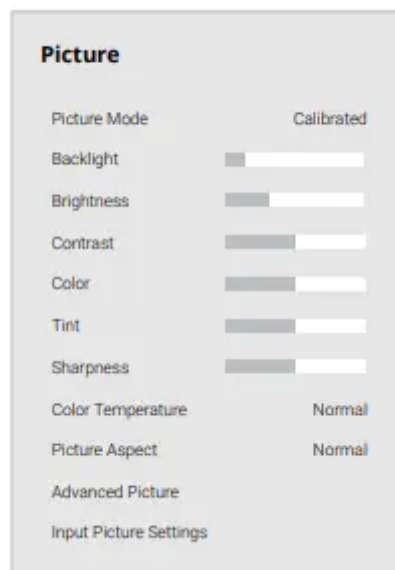 Picture
Picture Mode Calibrated
Backlight
Brightness
Contrast
Color
Tint
Sharpness
Color Temperature Normal
Picture Aspect Normal
Advanced Picture
Input Picture Settings